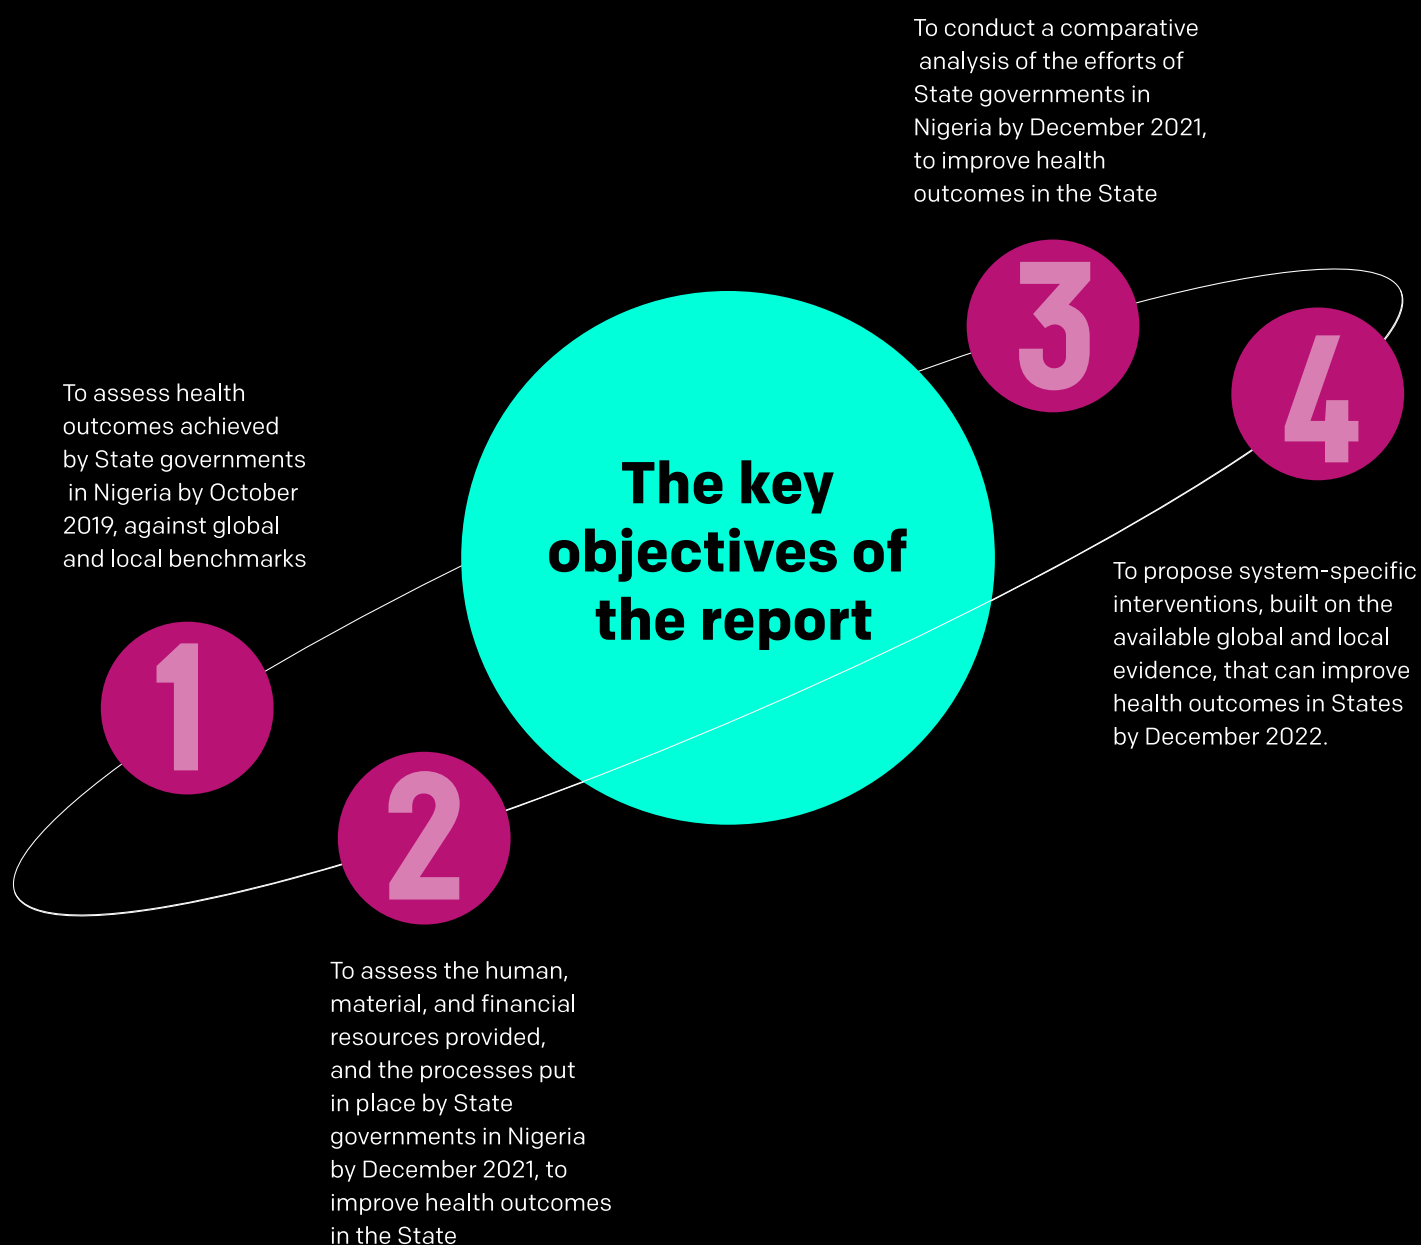 The key
objectives of
the report
1
To assess health
outcomes achieved
by State governments
in Nigeria by October
2019, against global
and local benchmarks
2
To assess the human,
material, and financial
resources provided,
and the processes put
in place by State
governments in Nigeria
by December 2021, to
improve health outcomes
in the State
3
To conduct a comparative
analysis of the efforts of
State governments in
Nigeria by December 2021,
to improve health
outcomes in the State
4
To propose system-specific
interventions, built on the
available global and local
evidence, that can improve
health outcomes in States
by December 2022.